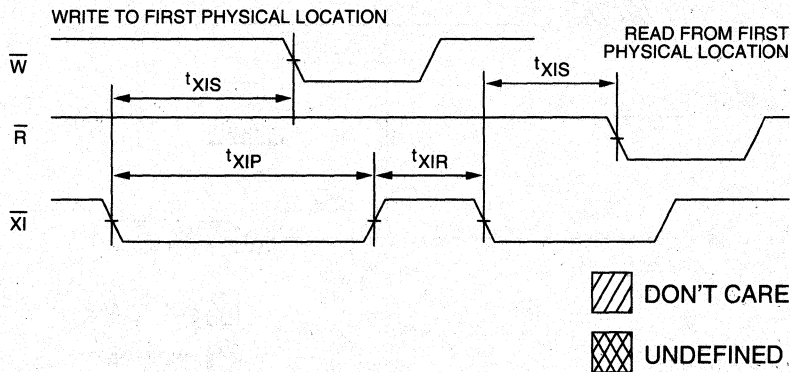 WRITE TO FIRST PHYSICAL LOCATION
READ FROM FIRST
PHYSICAL LOCATION
W
tXIS
tXIS
R
tXIP
tXIR
XI
DON'T CARE
UNDEFINED